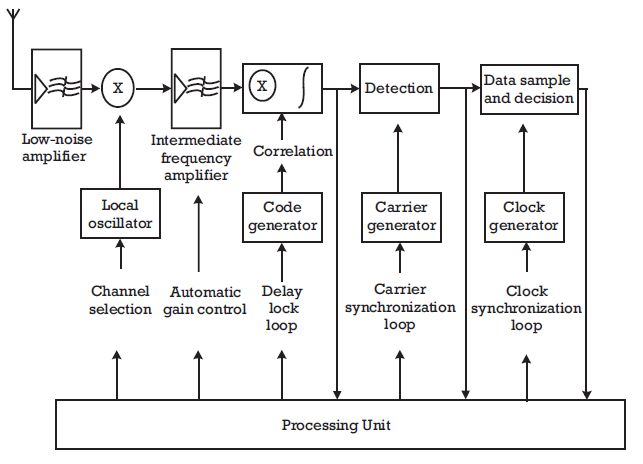 X
X
Detection
Data sample
and decision
Low-noise
amplifier
Intermediate
frequency
amplifier
Correlation
Local
oscillator
Code
generator
Carrier
generator
Clock
generator
Channel
selection
Automatic
gain control
Delay
lock
loop
Carrier
synchronization
loop
Clock
synchronization
loop
Processing Unit